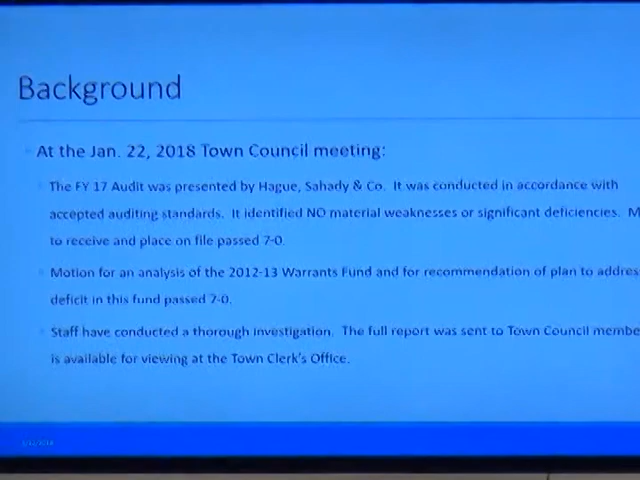 Background
At the Jan. 22, 2018 Town Council meeting:
The FY 17 Audit was presented by Hague, Sahady & Co. It was conducted in accordance with
accepted auditing standards. It identified NO material weaknesses or significant deficiencies. M
to receive and place on file passed 7-0.
Motion for an analysis of the 2012-13 Warrants Fund and for recommendation of plan to addres
deficit in this fund passed 7-0.
Staff have conducted a thorough investigation. The full report was sent to Town Council membe
is available for viewing at the Town Clerk's Office.